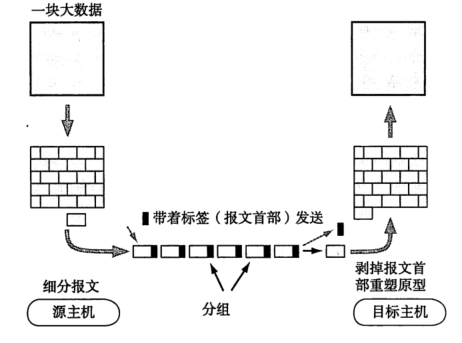 一块大数据
带着标签（报文首部）发送
细分报文
源主机
分组
剥掉报文首
部重塑原型
目标主机